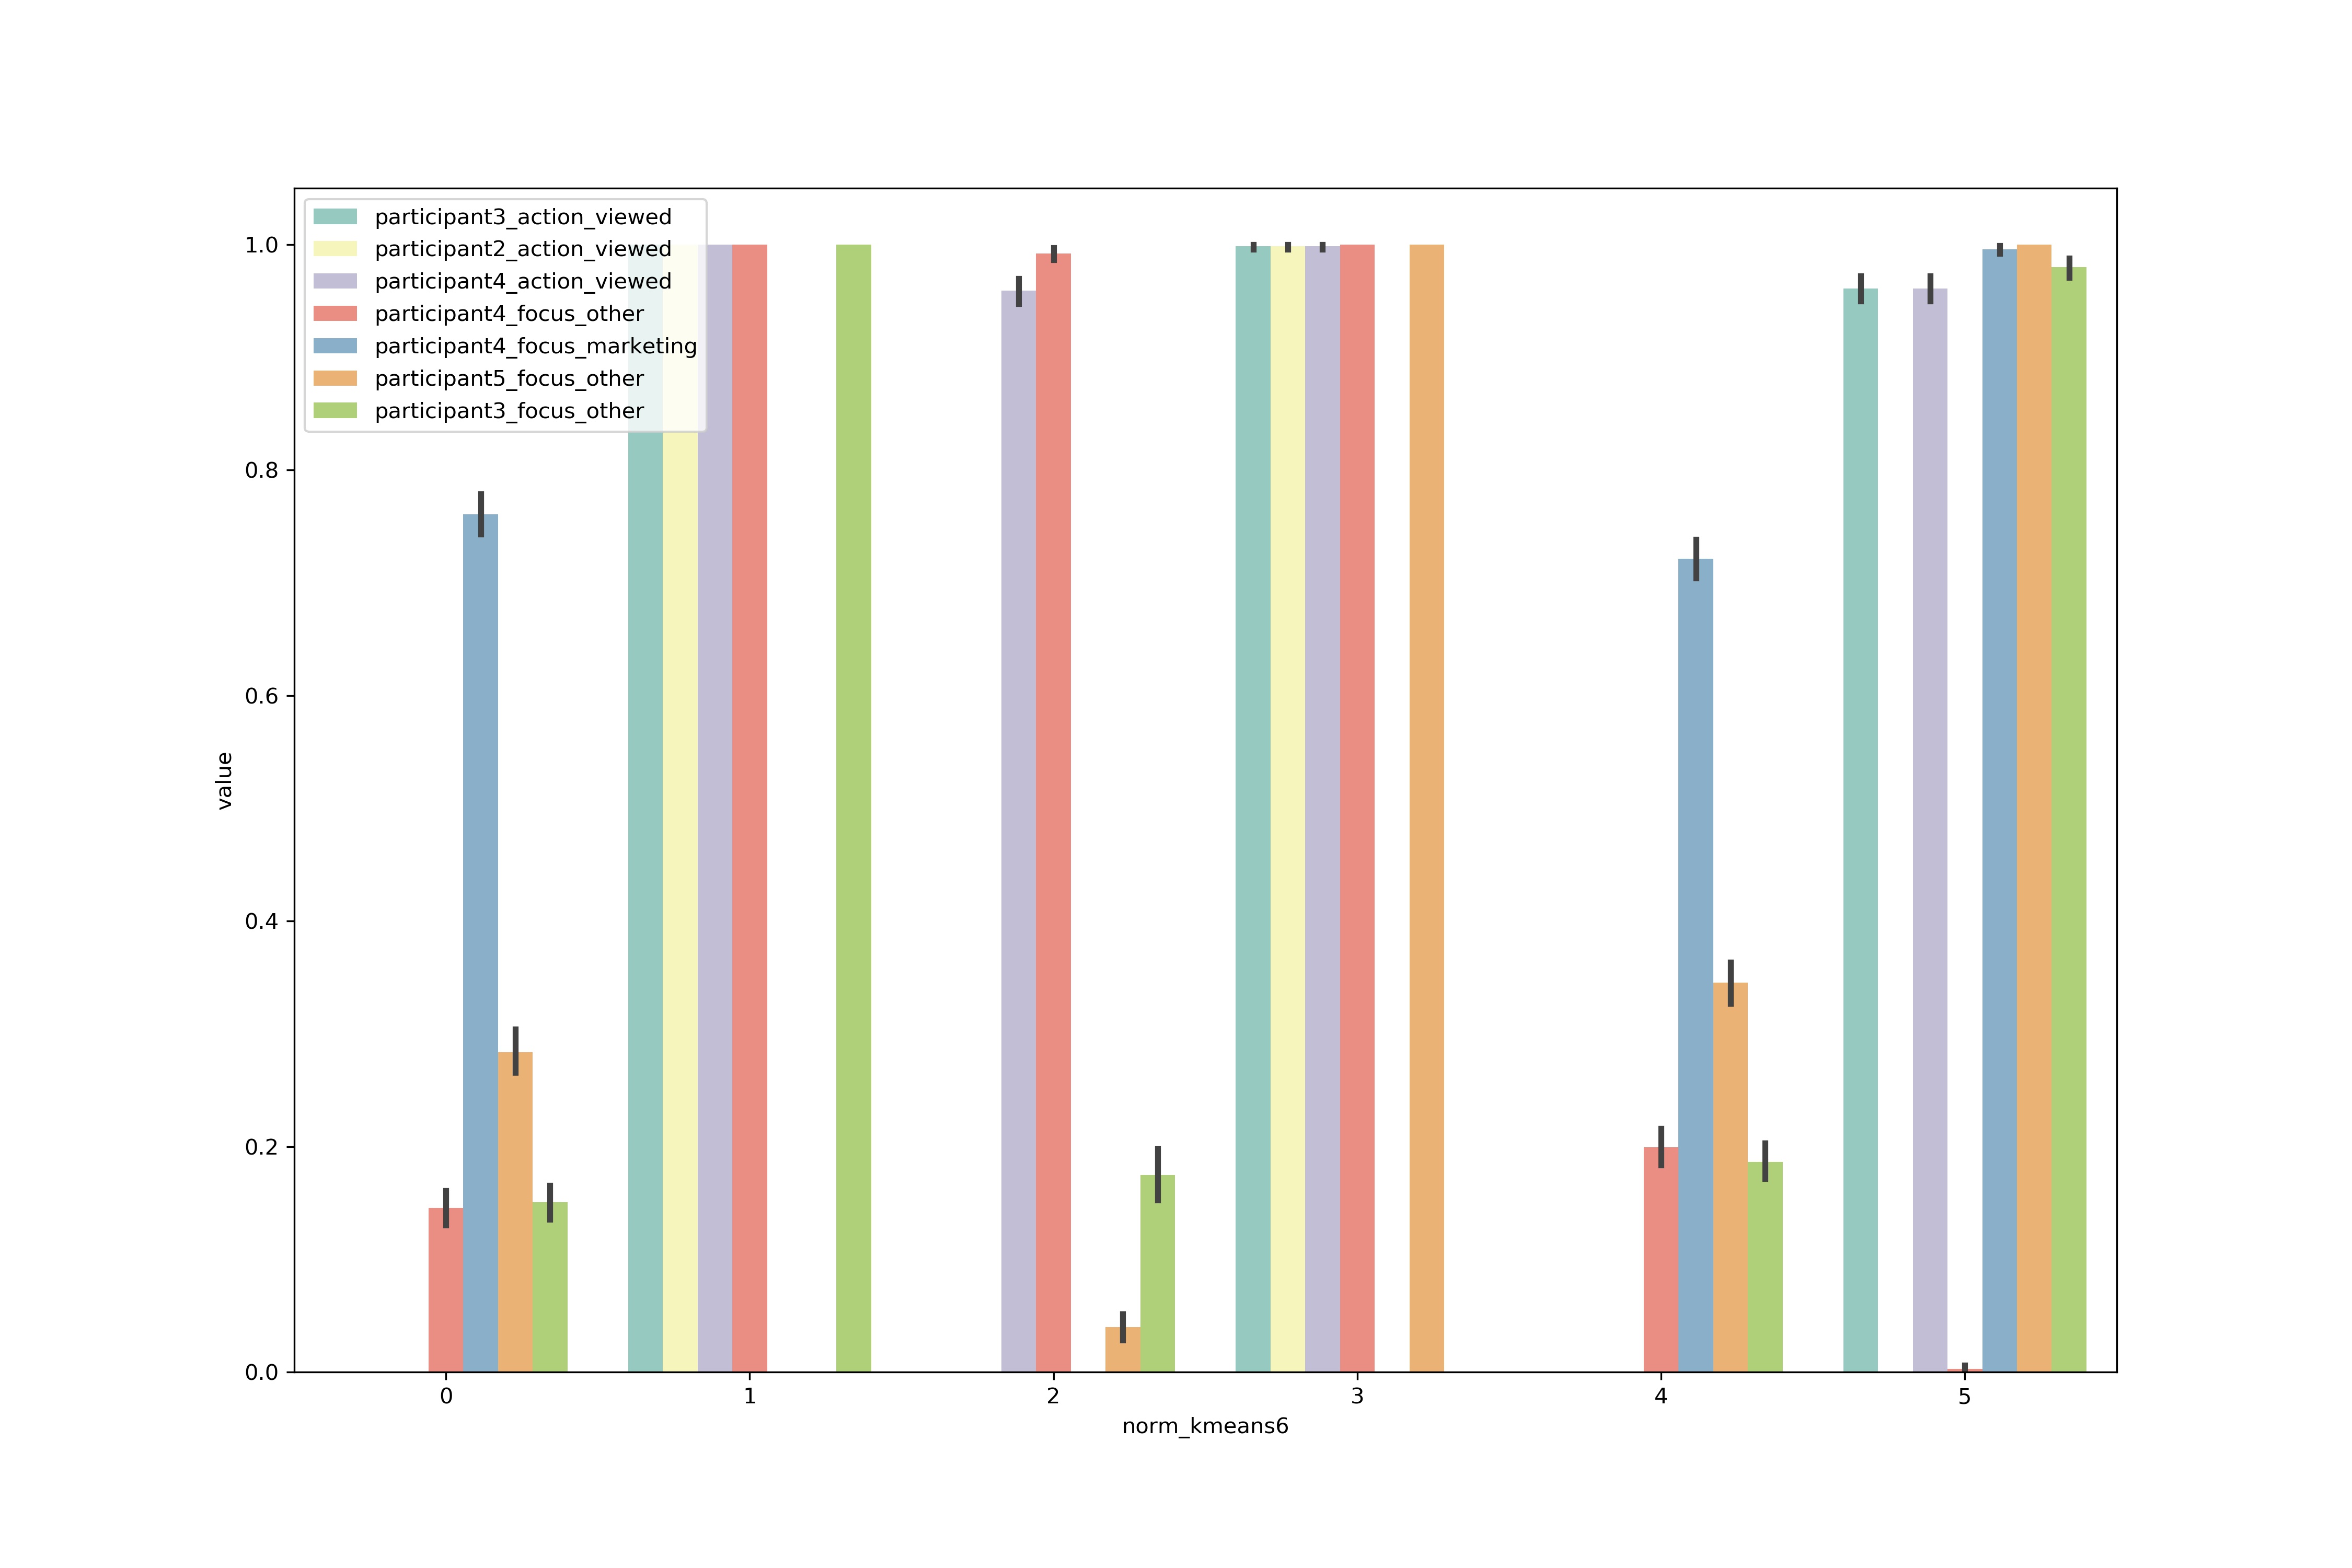 participant3_action_viewed
participant2_action_viewed
participant4_action_viewed
participant4_focus_other
participant4_focus_marketing
participant5_focus_other
participant3_focus_other
1.0
0.8
0.6
0.4
0.2
0.0
value
0 1 2 3 4 5
norm_kmeans6